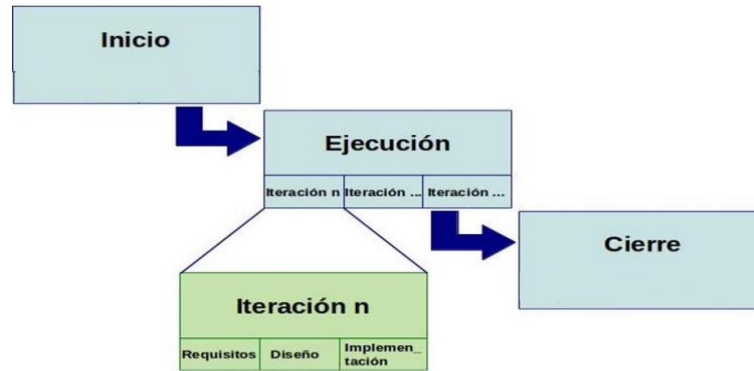 Inicio
Ejecución
Iteración n Iteración ... Iteración ...
Cierre
Iteración n
Requisitos Diseño Implemen_
tación